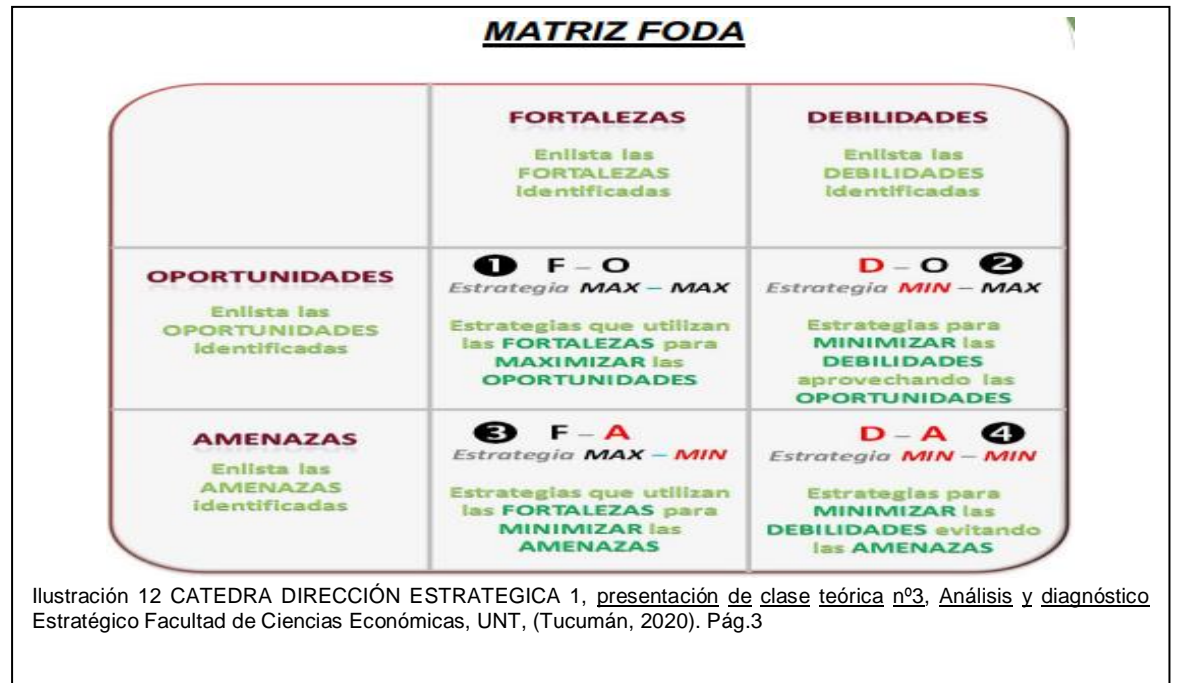 MATRIZ FODA
FORTALEZAS
Enlista las
FORTALEZAS
identificadas
DEBILIDADES
Enlista las
DEBILIDADES
identificadas
OPORTUNIDADES
Enlista las
OPORTUNIDADES
identificadas
1 F – O
Estrategia MAX – MAX
Estrategias que utilizan
las FORTALEZAS para
MAXIMIZAR las
OPORTUNIDADES
D – O 2
Estrategia MIN – MAX
Estrategias para
MINIMIZAR las
DEBILIDADES
aprovechando las
OPORTUNIDADES
AMENAZAS
Enlista las
AMENAZAS
identificadas
3 F – A
Estrategia MAX – MIN
Estrategias que utilizan
las FORTALEZAS para
MINIMIZAR las
AMENAZAS
D – A 4
Estrategia MIN – MIN
Estrategias para
MINIMIZAR las
DEBILIDADES evitando
las AMENAZAS
Ilustración 12 CATEDRA DIRECCIÓN ESTRATEGICA 1, presentación de clase teórica nº3, Análisis y diagnóstico
Estratégico Facultad de Ciencias Económicas, UNT, (Tucumán, 2020). Pág.3